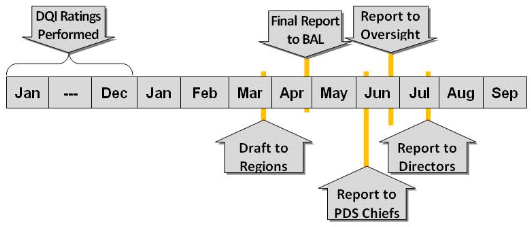 DQI Ratings
Performed
Final Report
to BAL
Report to
Oversight
Jan --- Dec Jan Feb Mar Apr May Jun Jul Aug Sep
Draft to
Regions
Report to
PDS Chiefs
Report to
Directors